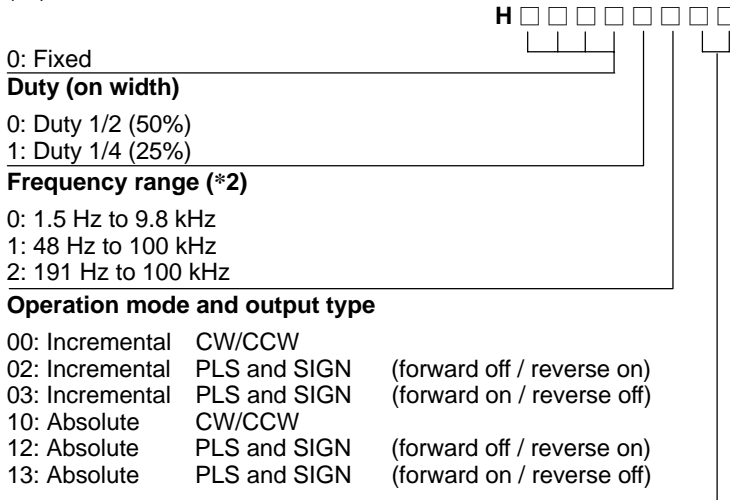 H □ □ □ □ □ □ □ □
0: Fixed
Duty (on width)
0: Duty 1/2 (50%)
1: Duty 1/4 (25%)
Frequency range (*2)
0: 1.5 Hz to 9.8 kHz
1: 48 Hz to 100 kHz
2: 191 Hz to 100 kHz
Operation mode and output type
00: Incremental CW/CCW
02: Incremental PLS and SIGN (forward off / reverse on)
03: Incremental PLS and SIGN (forward on / reverse off)
10: Absolute CW/CCW
12: Absolute PLS and SIGN (forward off / reverse on)
13: Absolute PLS and SIGN (forward on / reverse off)